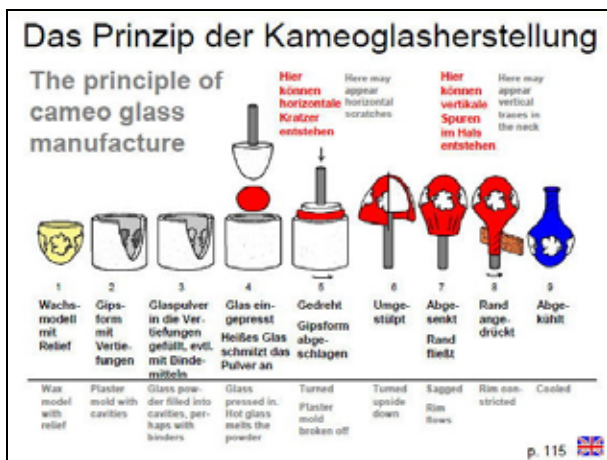 Das Prinzip der Kameoglasherstellung
The principle of
cameo glass
manufacture
Hier
können
horizontale
Kratzer
entstehen
Here may
appear
horizontal
scratches
Hier
können
vertikale
Spuren
im Hals
entstehen
Here may
appear
vertical
traces in
the neck
1
Wachs-
modell
mit
Relief
2
Gips-
form
mit
Vertie-
fungen
3
Glaspulver
in die Ver-
tiefungen
gefüllt, evtl.
mit Binde-
mitteln
4
Glas ein-
gepresst
Heißes Glas
schmilzt das
Pulver an
5
Gedreht
Gipsform
abge-
schlagen
6
Umge-
stülpt
7
Abge-
senkt
Rand
fließt
8
Rand
ange-
drückt
9
Abge-
kühlt
Wax
model
with
relief
Plaster
mold with
cavities
Glass pow-
der filled into
cavities, per-
haps with
binders
Glass
pressed in.
Hot glass
melts the
powder
Turned
Plaster
mold
broken off
Turned
upside
down
Sagged
Rim
flows
Rim con-
stricted
Cooled
p. 115